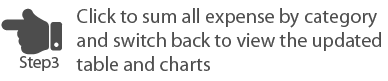 Click to sum all expense by category
and switch back to view the updated
Step3 table and charts